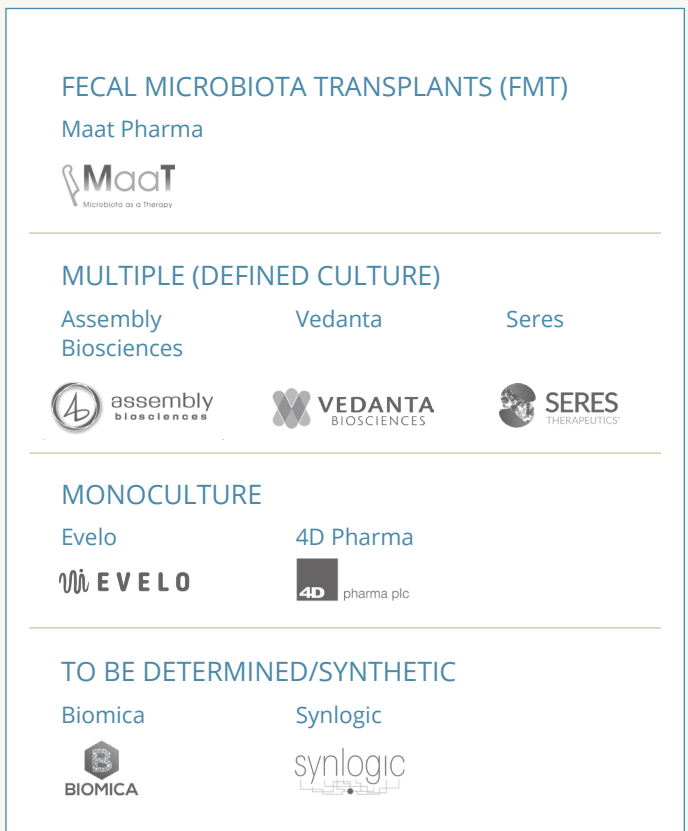 FECAL MICROBIOTA TRANSPLANTS (FMT)
Maat Pharma
MaaT
Microbiota as a Therapy
MULTIPLE (DEFINED CULTURE)
Assembly Biosciences
Vedanta
Seres
assembly
biosciences
VEDANTA
BIOSCIENCES
SERES
THERAPEUTICS
MONOCULTURE
Evelo
4D Pharma
EVELO
4D pharma plc
TO BE DETERMINED/SYNTHETIC
Biomica
Synlogic
BIOMICA
synlogic